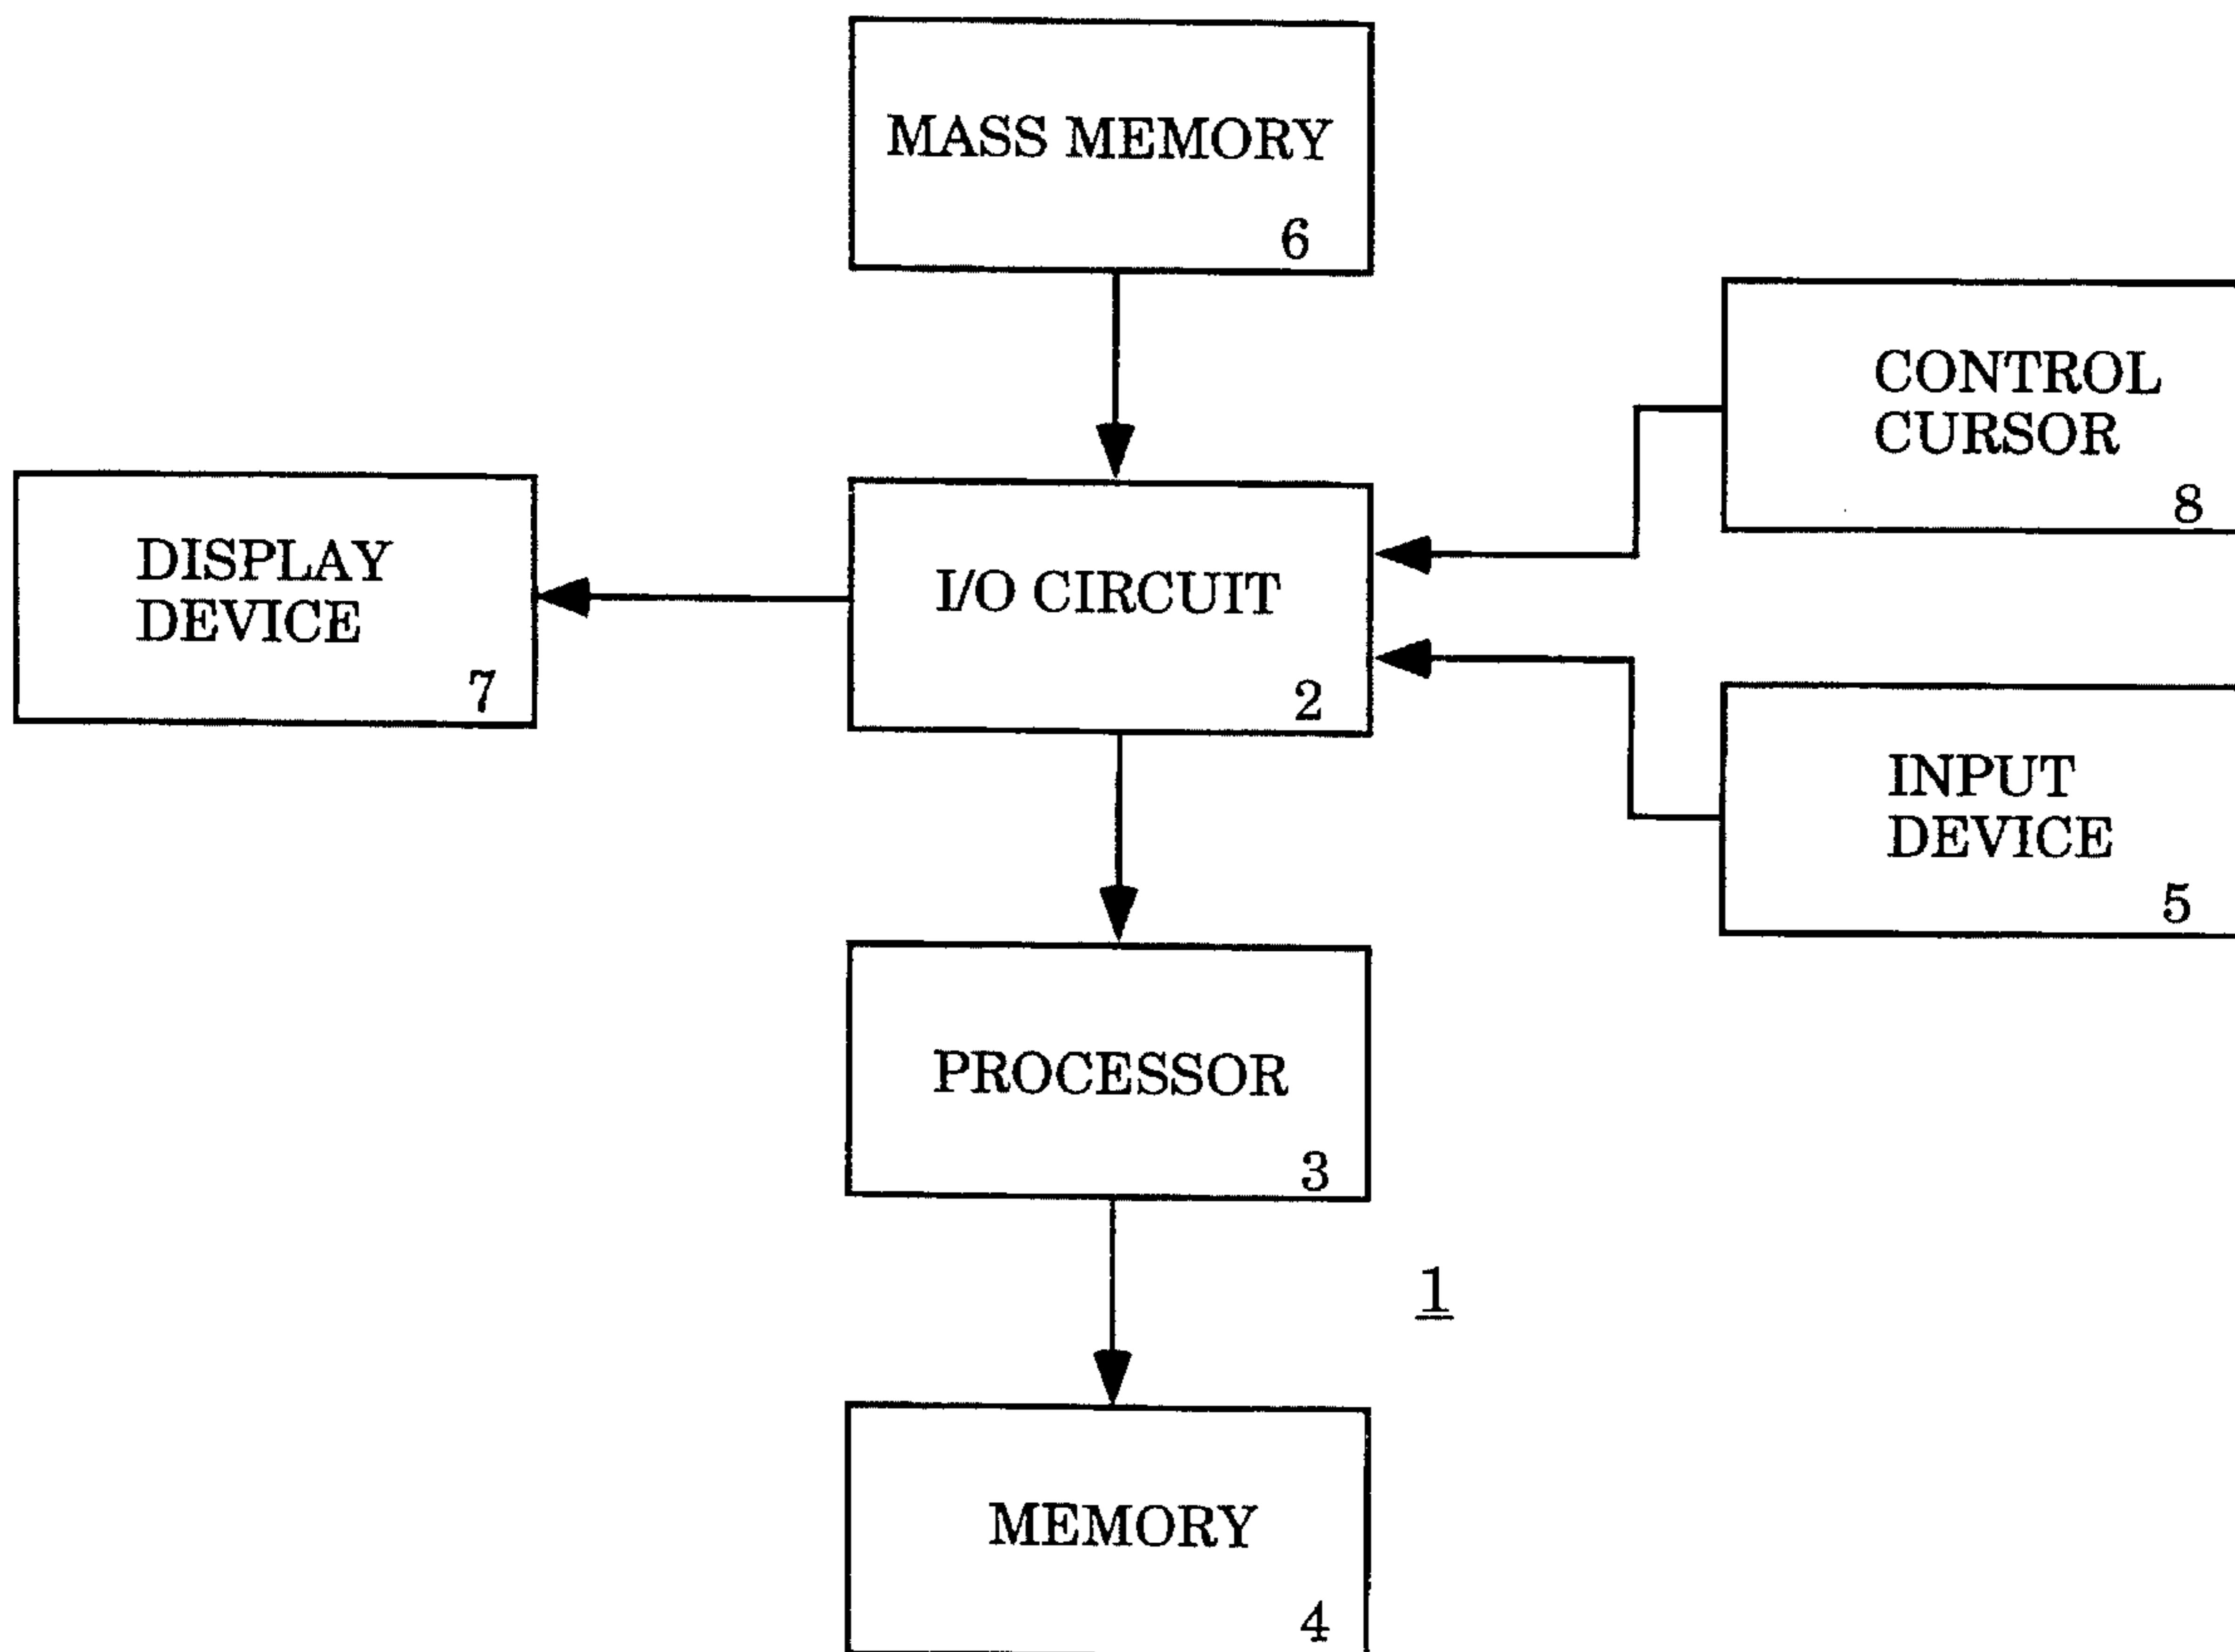 MASS MEMORY
6
CONTROL
CURSOR
8
DISPLAY
DEVICE
7
I/O CIRCUIT
2
INPUT
DEVICE
5
PROCESSOR
3
1
MEMORY
4